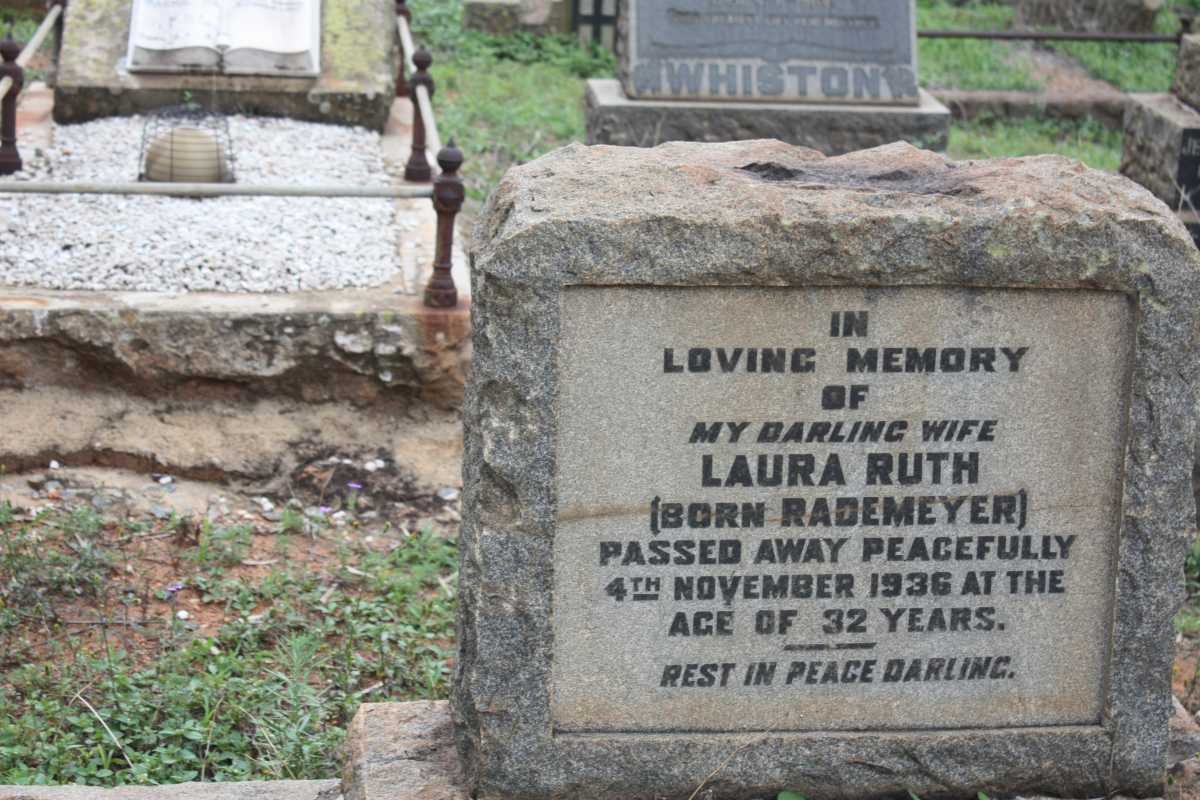 WHISTON
IN
LOVING MEMORY
OF
MY DARLING WIFE
LAURA RUTH
(BORN RADEMEYER)
PASSED AWAY PEACEFULLY
4TH NOVEMBER 1936 AT THE
AGE OF 32 YEARS.
REST IN PEACE DARLING.